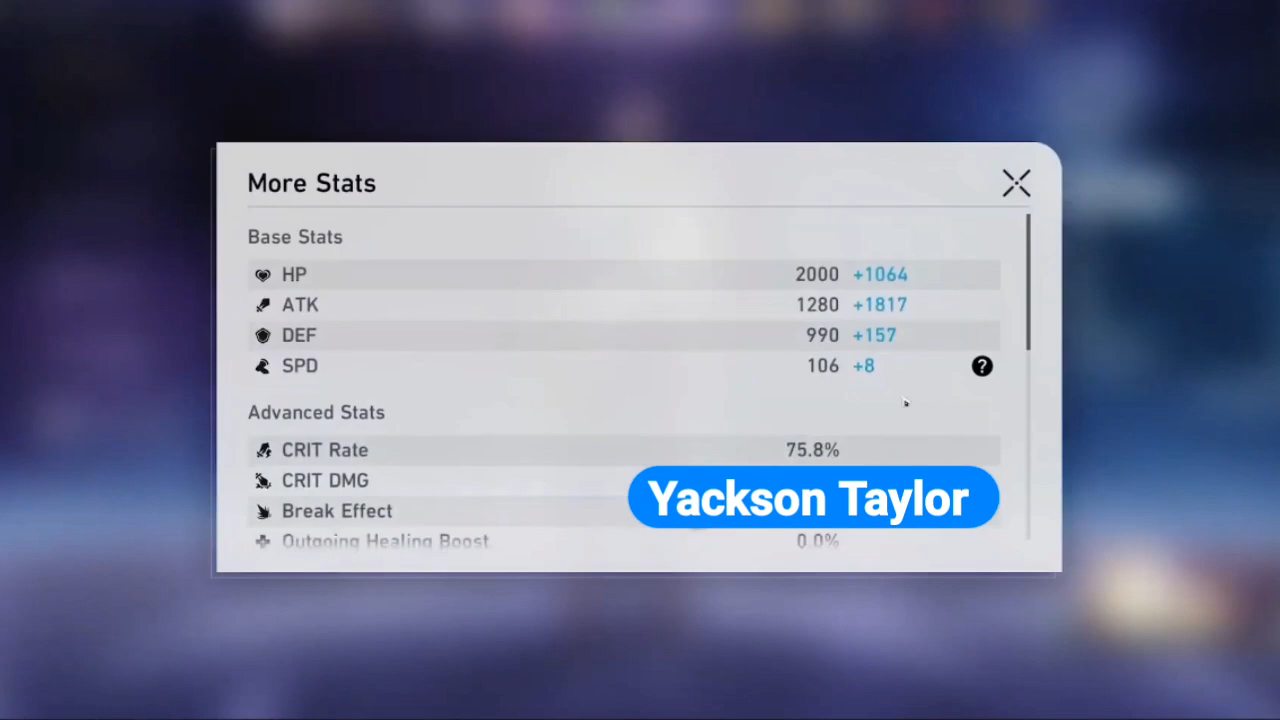 More Stats
Base Stats
HP 2000 +1064
ATK 1280 +1817
DEF 990 +157
SPD 106 +8 ?
Advanced Stats
CRIT Rate 75.8%
CRIT DMG
Yackson Taylor
Break Effect
Outgoing Healing Boost 0.0%